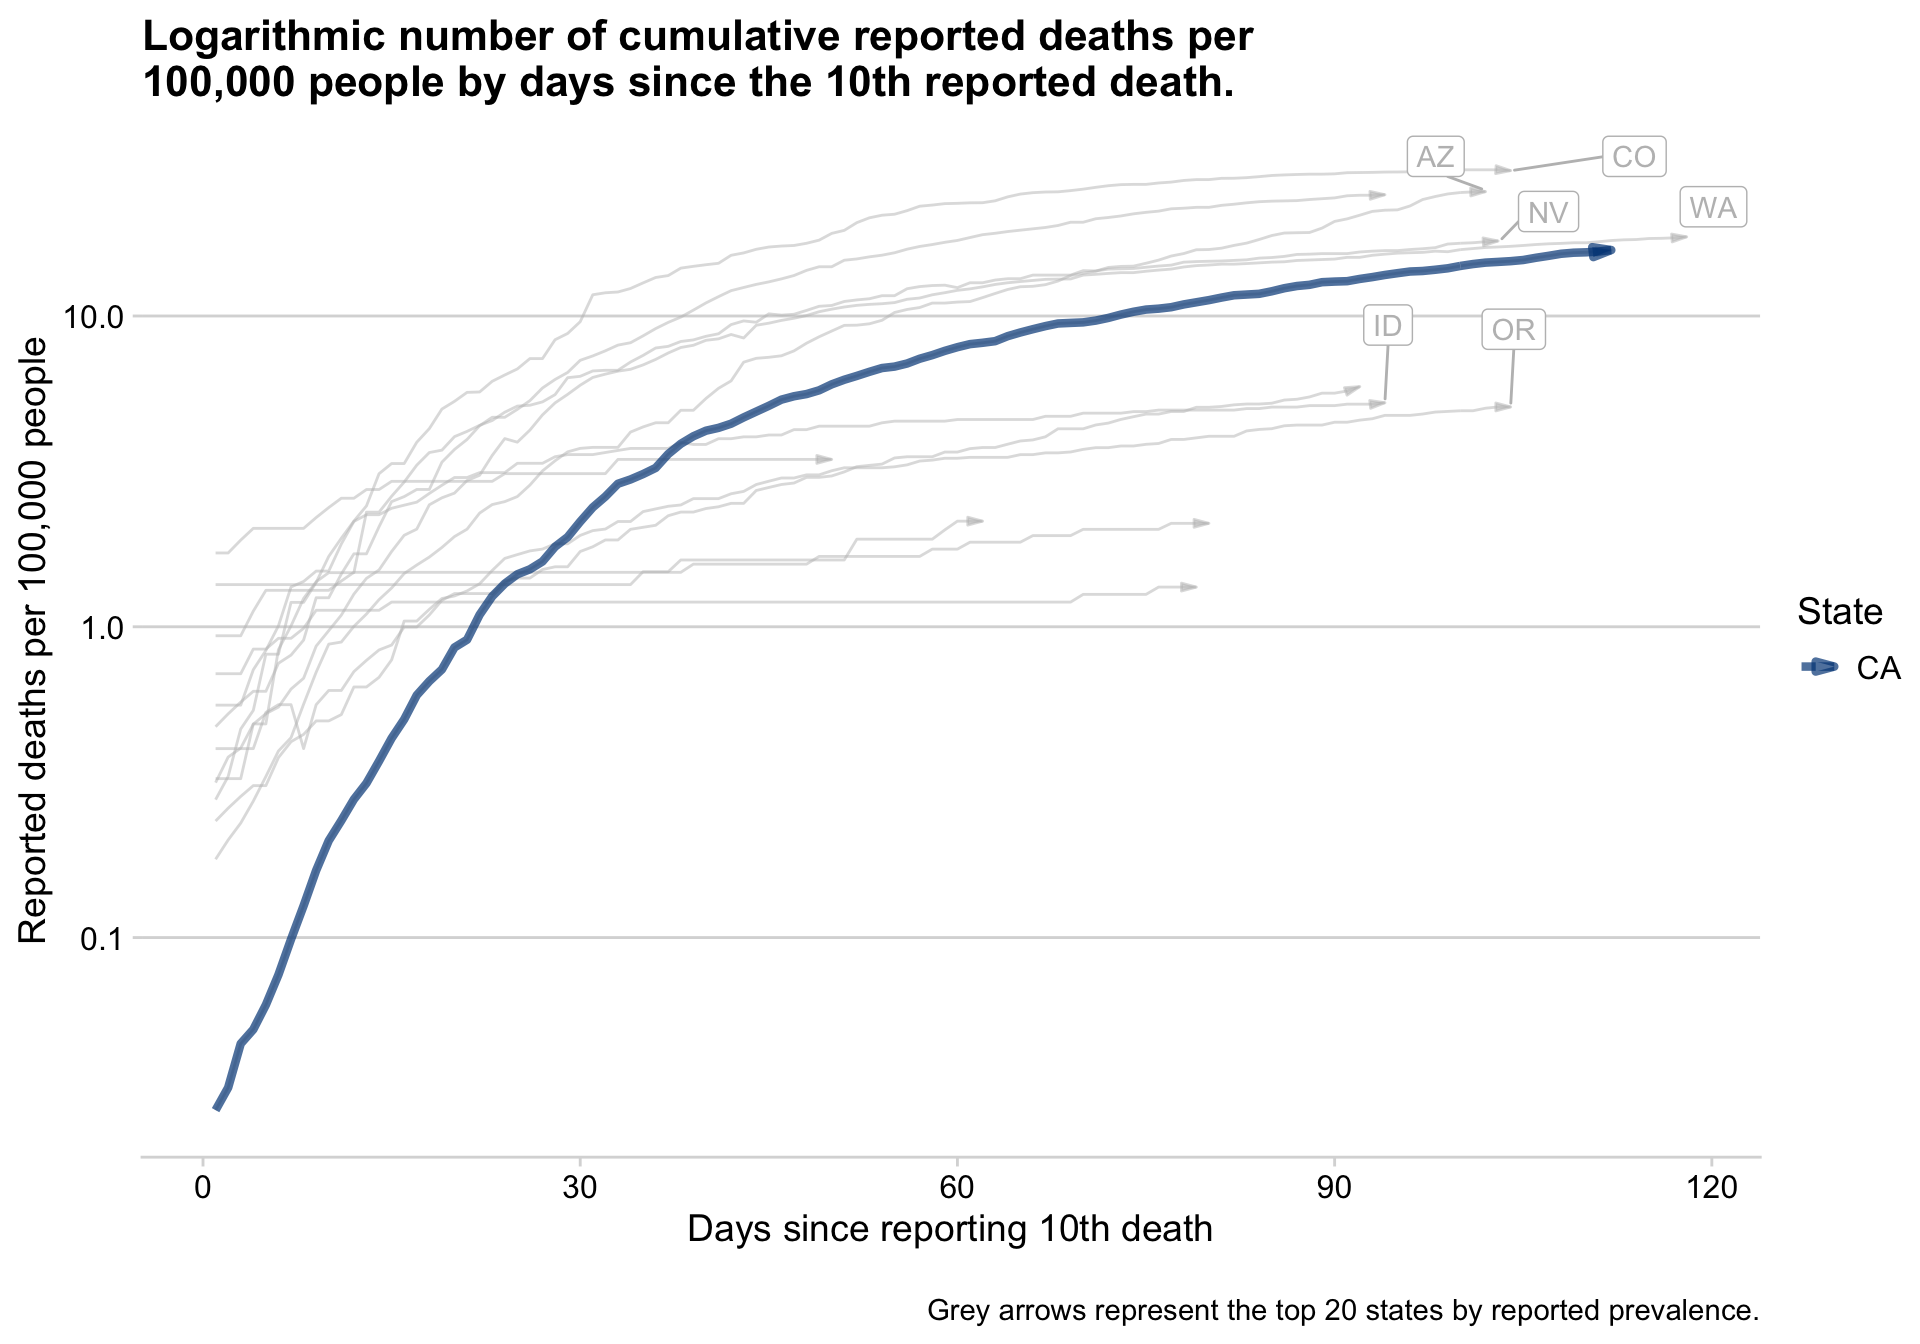 Logarithmic number of cumulative reported deaths per
100,000 people by days since the 10th reported death.
AZ
CO
NV
WA
ID
OR
Reported deaths per 100,000 people
10.0
1.0
0.1
State
CA
0 30 60 90 120
Days since reporting 10th death
Grey arrows represent the top 20 states by reported prevalence.